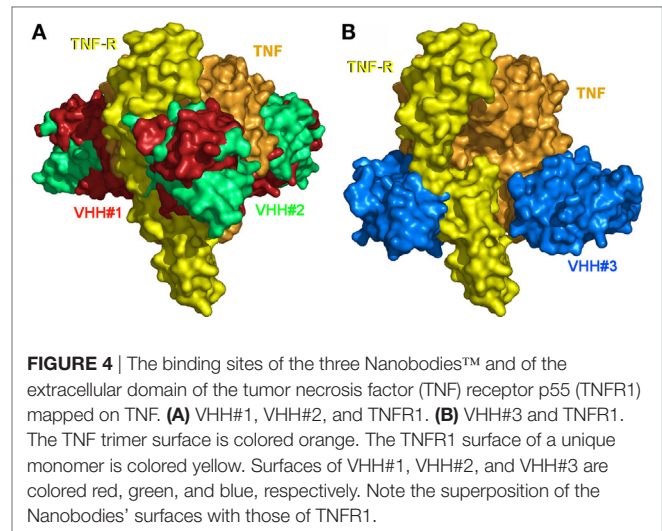 A
B
TNF-R
TNF
TNF-R
TNF
VHH#1
VHH#2
VHH#3
FIGURE 4 | The binding sites of the three Nanobodies™ and of the
extracellular domain of the tumor necrosis factor (TNF) receptor p55 (TNFR1)
mapped on TNF. (A) VHH#1, VHH#2, and TNFR1. (B) VHH#3 and TNFR1.
The TNF trimer surface is colored orange. The TNFR1 surface of a unique
monomer is colored yellow. Surfaces of VHH#1, VHH#2, and VHH#3 are
colored red, green, and blue, respectively. Note the superposition of the
Nanobodies' surfaces with those of TNFR1.